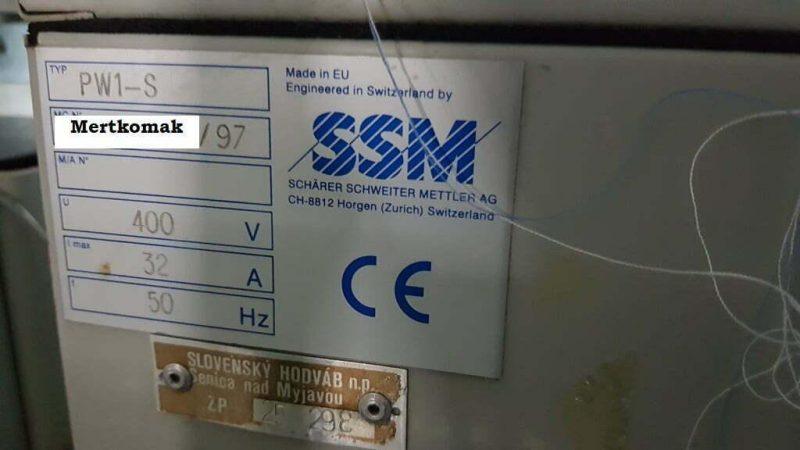 TYP
PW1-S
Mertkomak /97
M/A N°
U
400 V
I max
32 A
f
50 Hz
Made in EU
Engineered in Switzerland by
SSM
SCHÄRER SCHWEITER METTLER AG
CH-8812 Horgen (Zurich) Switzerland
CE
SLOVENSKÝ HODVÁB n.p.
Senica nad Myjavou
ŽP 298